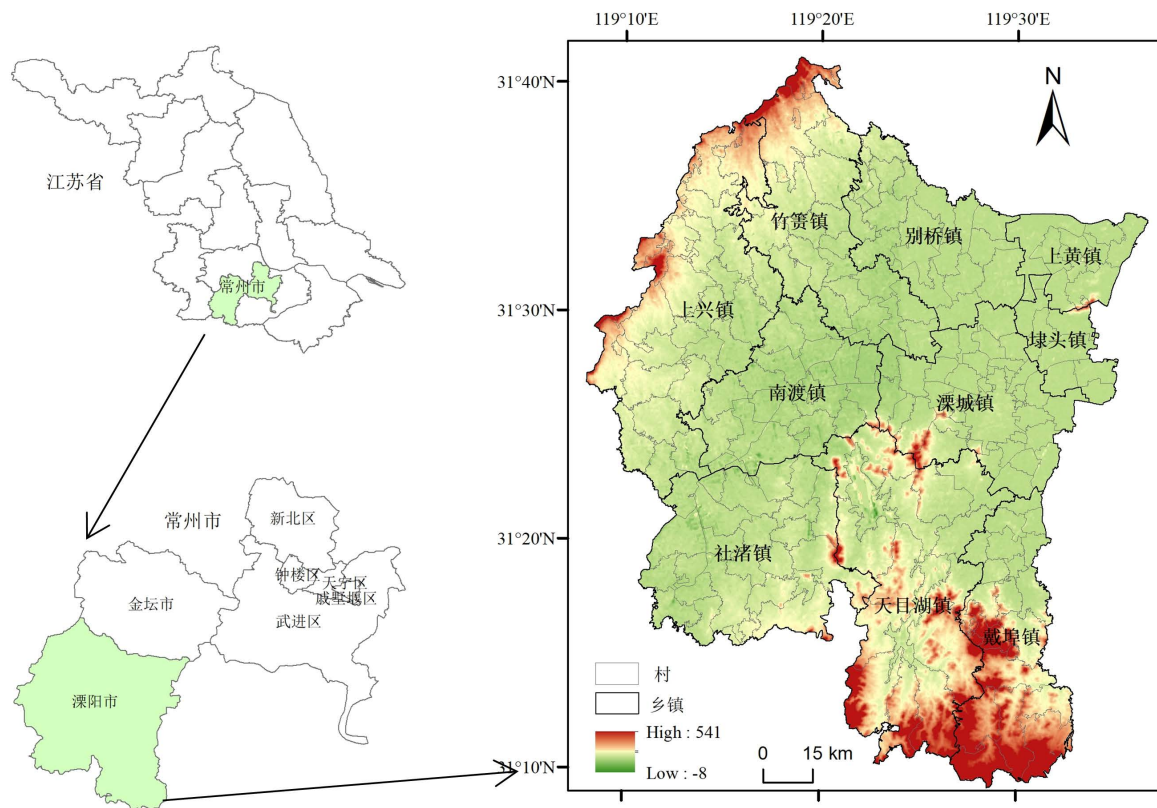 江苏省
常州市
常州市
新北区
钟楼区
天宁区
戚墅堰区
武进区
金坛市
溧阳市
119°10'E
119°20'E
119°30'E
31°40'N
31°30'N
31°20'N
31°10'N
N
竹箦镇
别桥镇
上黄镇
上兴镇
埭头镇
南渡镇
溧城镇
社渚镇
天目湖镇
戴埠镇
村
乡镇
High : 541
Low : -8
0 15 km